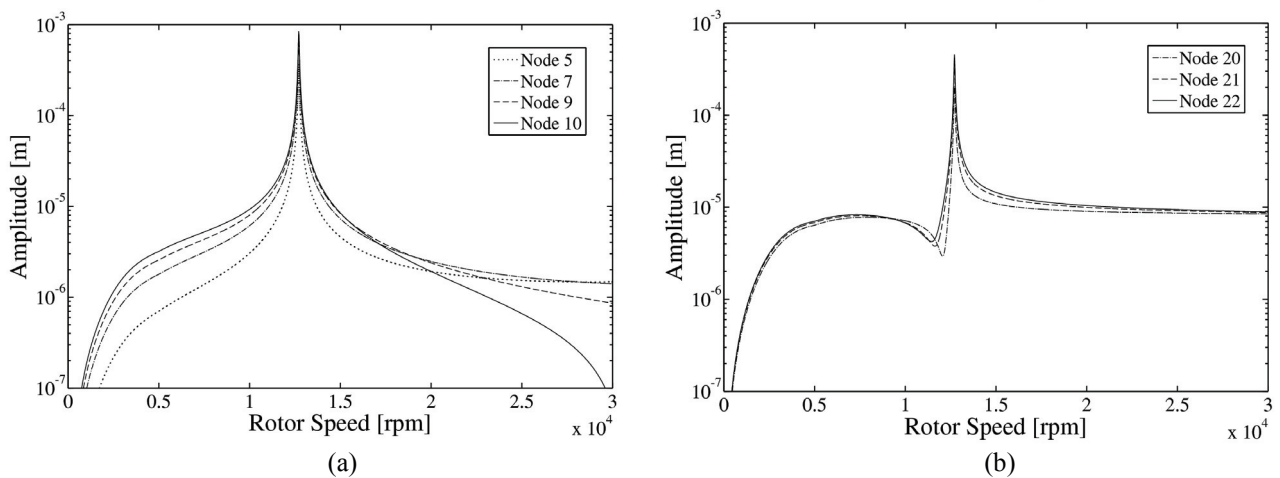 10^-3
10^-4
10^-5
10^-6
10^-7
Amplitude [m]
Node 5
Node 7
Node 9
Node 10
0
0.5
1
1.5
2
2.5
3
x 10^4
Rotor Speed [rpm]
(a)
10^-3
10^-4
10^-5
10^-6
10^-7
Amplitude [m]
Node 20
Node 21
Node 22
0
0.5
1
1.5
2
2.5
3
x 10^4
Rotor Speed [rpm]
(b)